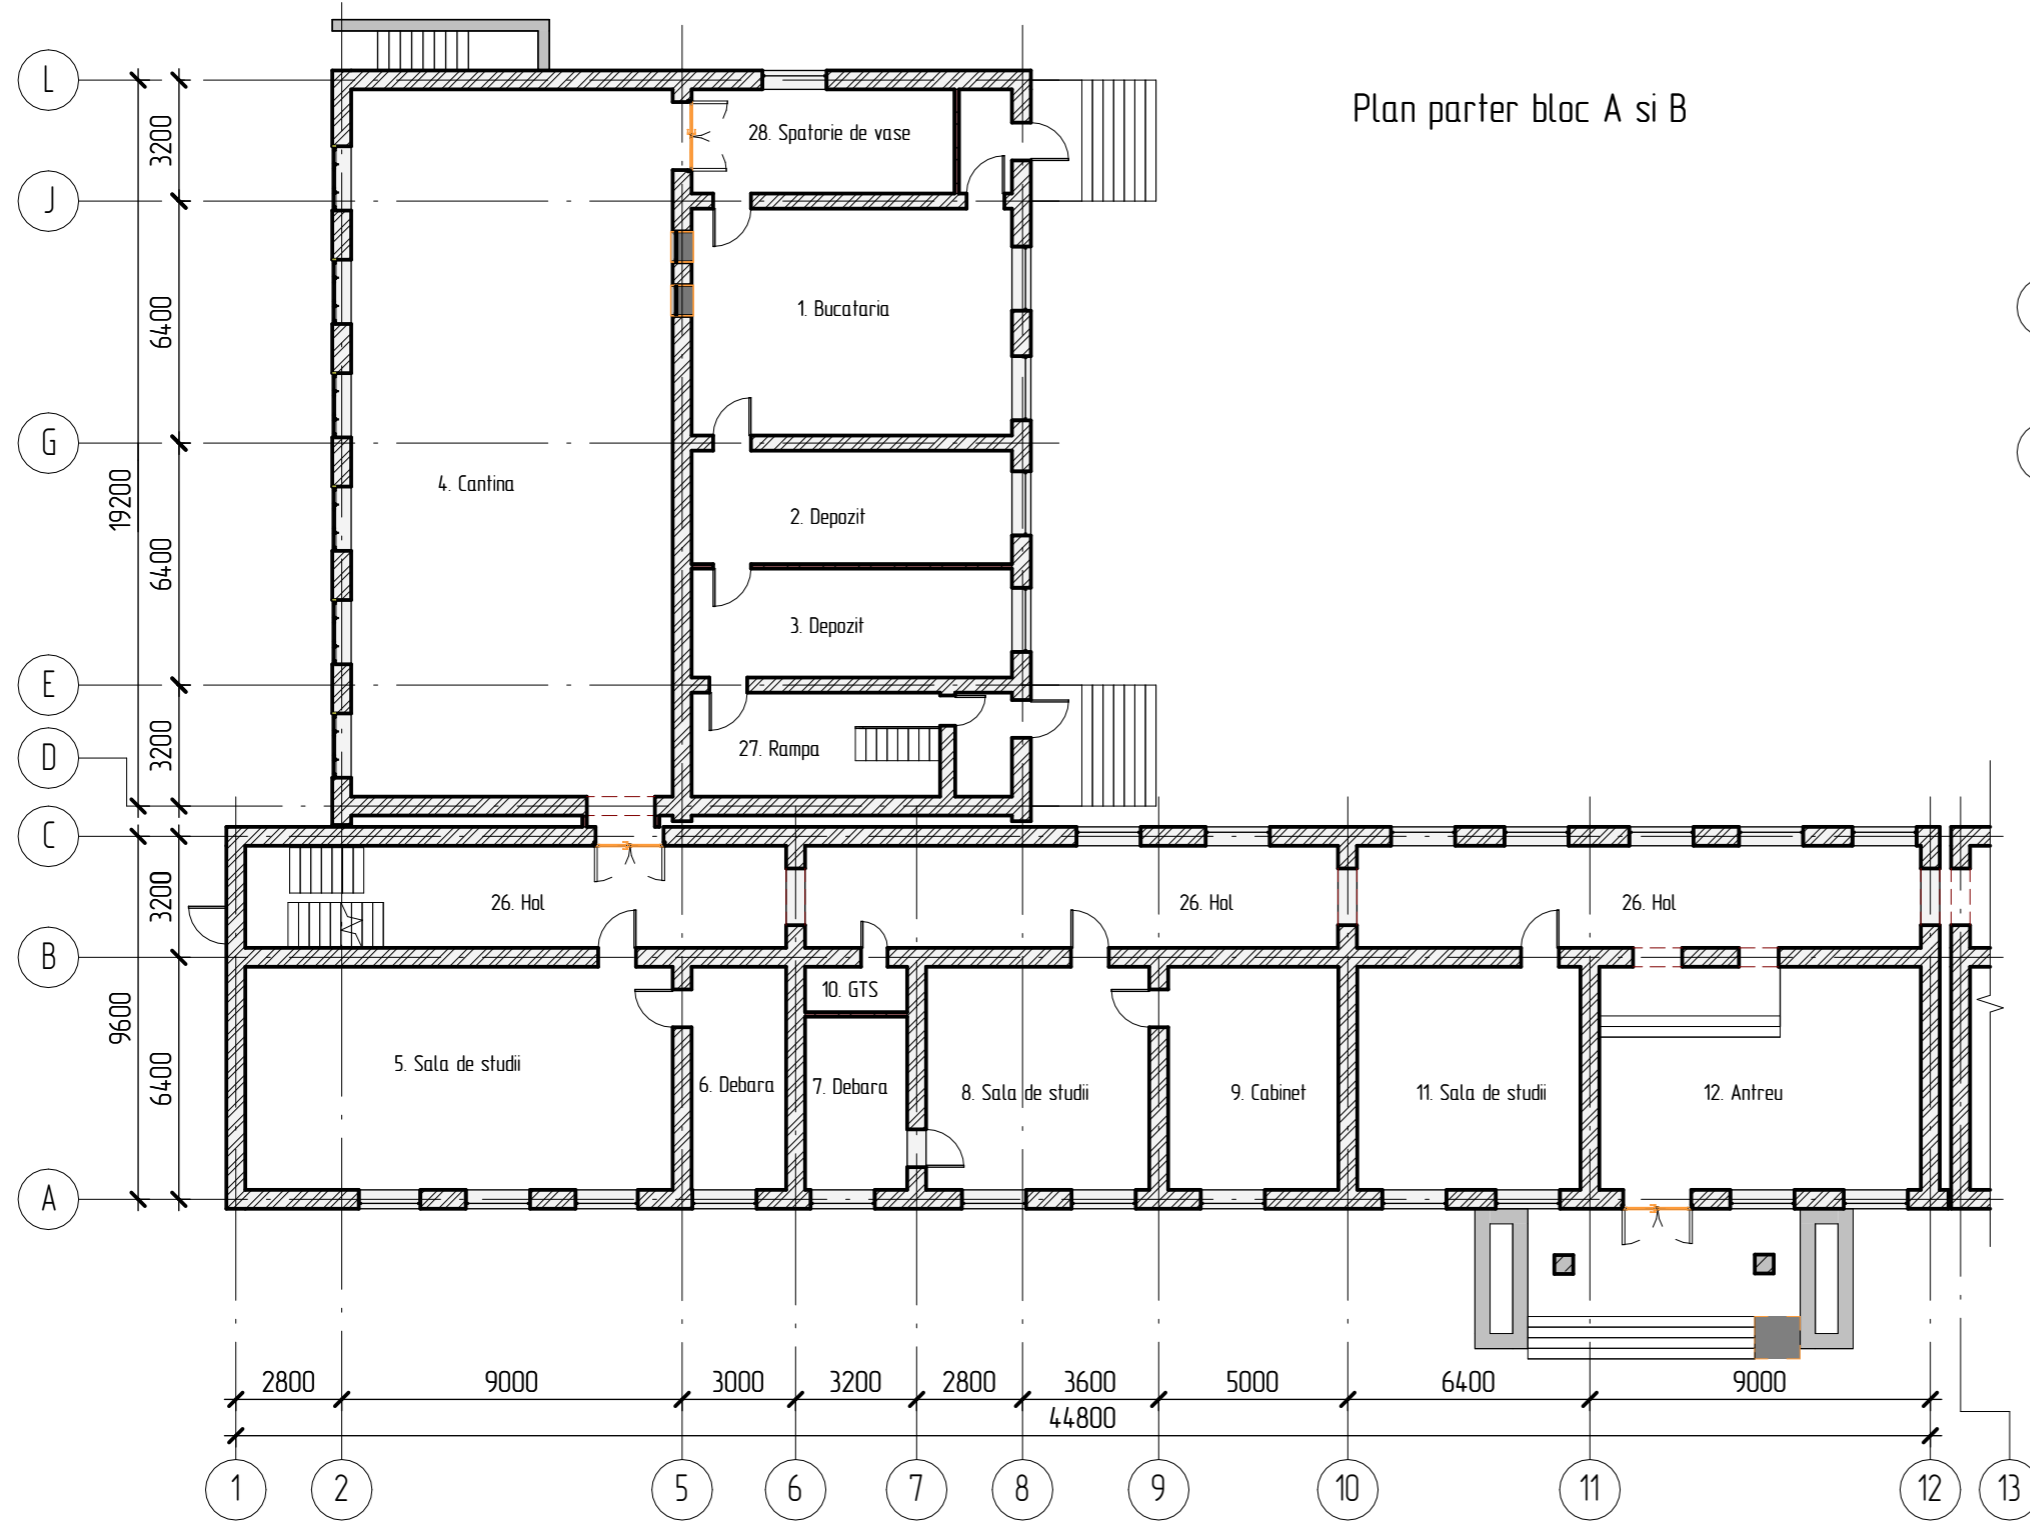 Plan parter bloc A si B
L
3200
28. Spatorie de vase
J
6400
1. Bucataria
G
19200
4. Cantina
2. Depozit
6400
3. Depozit
E
3200
D
27. Rampa
C
3200
26. Hol
26. Hol
26. Hol
B
9600
10. GTS
5. Sala de studii
6400
6. Debara
7. Debara
8. Sala de studii
9. Cabinet
11. Sala de studii
12. Antreu
A
2800
9000
3000
3200
2800
3600
5000
6400
9000
44800
1
2
5
6
7
8
9
10
11
12
13